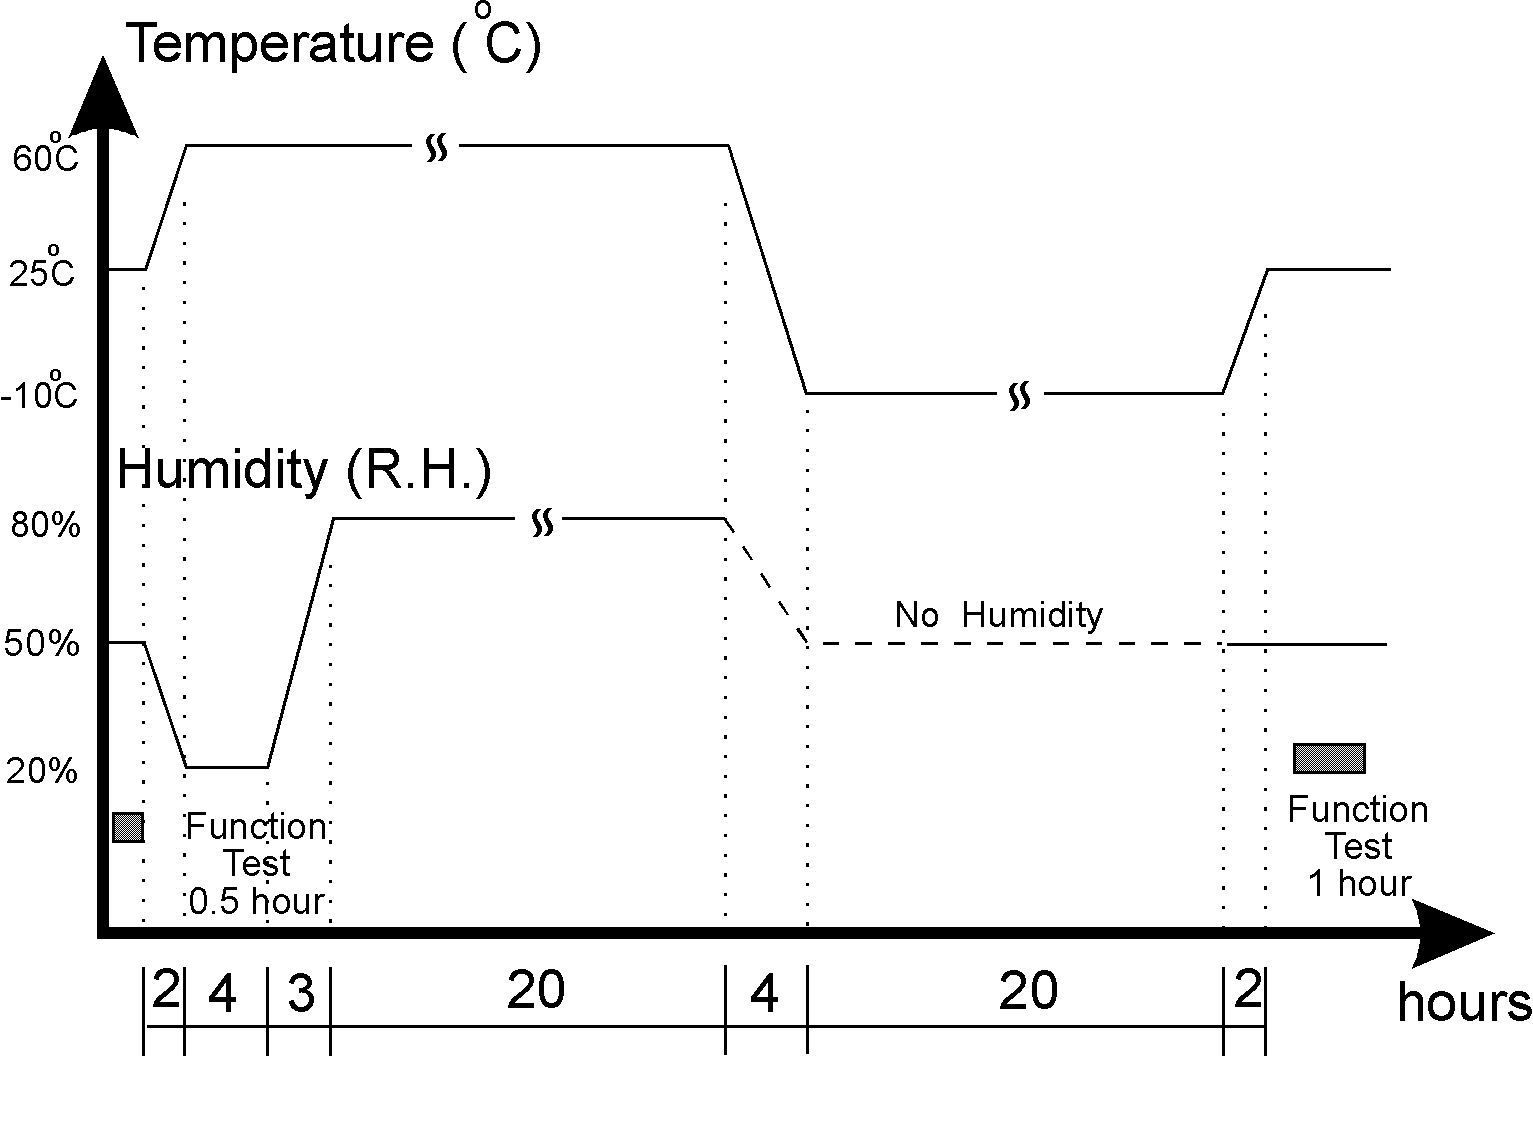 Temperature (°C)
60°C
25°C
-10°C
Humidity (R.H.)
80%
50%
No Humidity
20%
Function
Test
0.5 hour
Function
Test
1 hour
2 4 3 20 4 20 2
hours